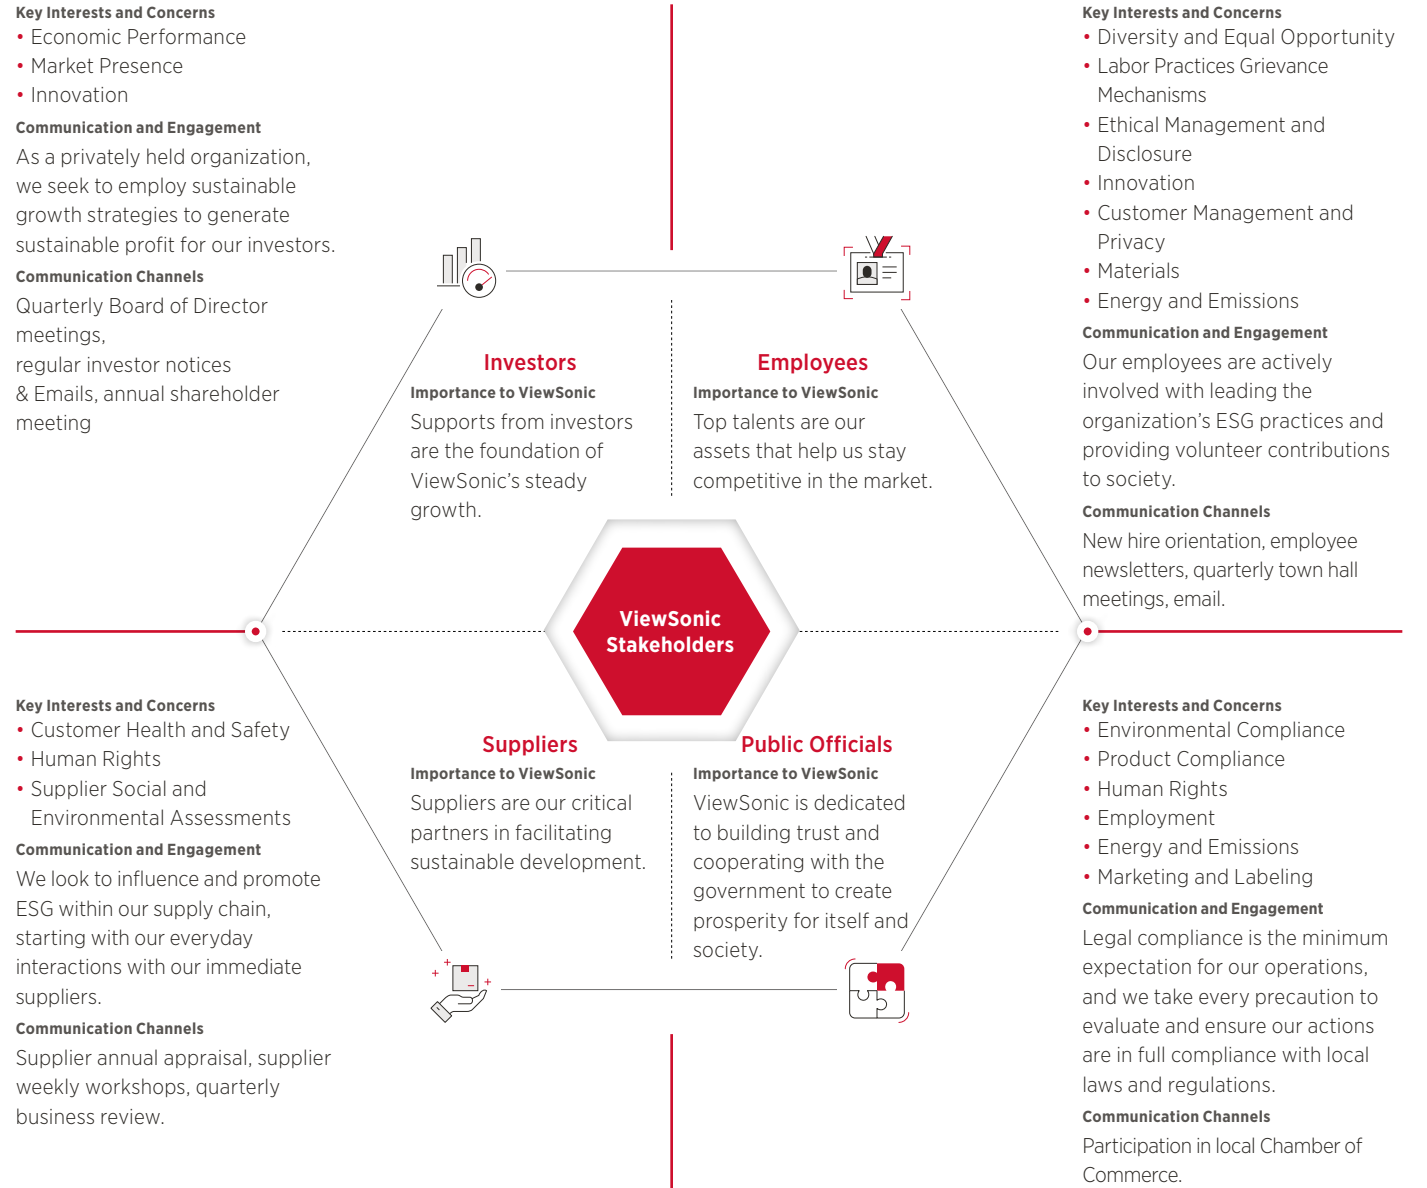 Key Interests and Concerns
• Economic Performance
• Market Presence
• Innovation
Communication and Engagement
As a privately held organization,
we seek to employ sustainable
growth strategies to generate
sustainable profit for our investors.
Communication Channels
Quarterly Board of Director
meetings,
regular investor notices
& Emails, annual shareholder
meeting
Investors
Importance to ViewSonic
Supports from investors
are the foundation of
ViewSonic’s steady
growth.
Employees
Importance to ViewSonic
Top talents are our
assets that help us stay
competitive in the market.
Key Interests and Concerns
• Diversity and Equal Opportunity
• Labor Practices Grievance
Mechanisms
• Ethical Management and
Disclosure
• Innovation
• Customer Management and
Privacy
• Materials
• Energy and Emissions
Communication and Engagement
Our employees are actively
involved with leading the
organization’s ESG practices and
providing volunteer contributions
to society.
Communication Channels
New hire orientation, employee
newsletters, quarterly town hall
meetings, email.
ViewSonic
Stakeholders
Key Interests and Concerns
• Customer Health and Safety
• Human Rights
• Supplier Social and
Environmental Assessments
Communication and Engagement
We look to influence and promote
ESG within our supply chain,
starting with our everyday
interactions with our immediate
suppliers.
Communication Channels
Supplier annual appraisal, supplier
weekly workshops, quarterly
business review.
Suppliers
Importance to ViewSonic
Suppliers are our critical
partners in facilitating
sustainable development.
Public Officials
Importance to ViewSonic
ViewSonic is dedicated
to building trust and
cooperating with the
government to create
prosperity for itself and
society.
Key Interests and Concerns
• Environmental Compliance
• Product Compliance
• Human Rights
• Employment
• Energy and Emissions
• Marketing and Labeling
Communication and Engagement
Legal compliance is the minimum
expectation for our operations,
and we take every precaution to
evaluate and ensure our actions
are in full compliance with local
laws and regulations.
Communication Channels
Participation in local Chamber of
Commerce.